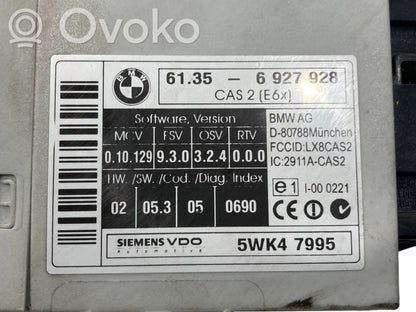 Ovoko
BMW
61.35 - 6 927 928
CAS 2 (E6x)
Software, Version
MCV FSV OSV RTV
0.10.129 9.3.0 3.2.4 0.0.0
HW. /SW. /Cod. /Diag. Index
02 05.3 05 0690
BMW AG
D-80788München
FCCID:LX8CAS2
IC:2911A-CAS2
e1 I-00 0221
SIEMENS VDO
Automotive
5WK4 7995